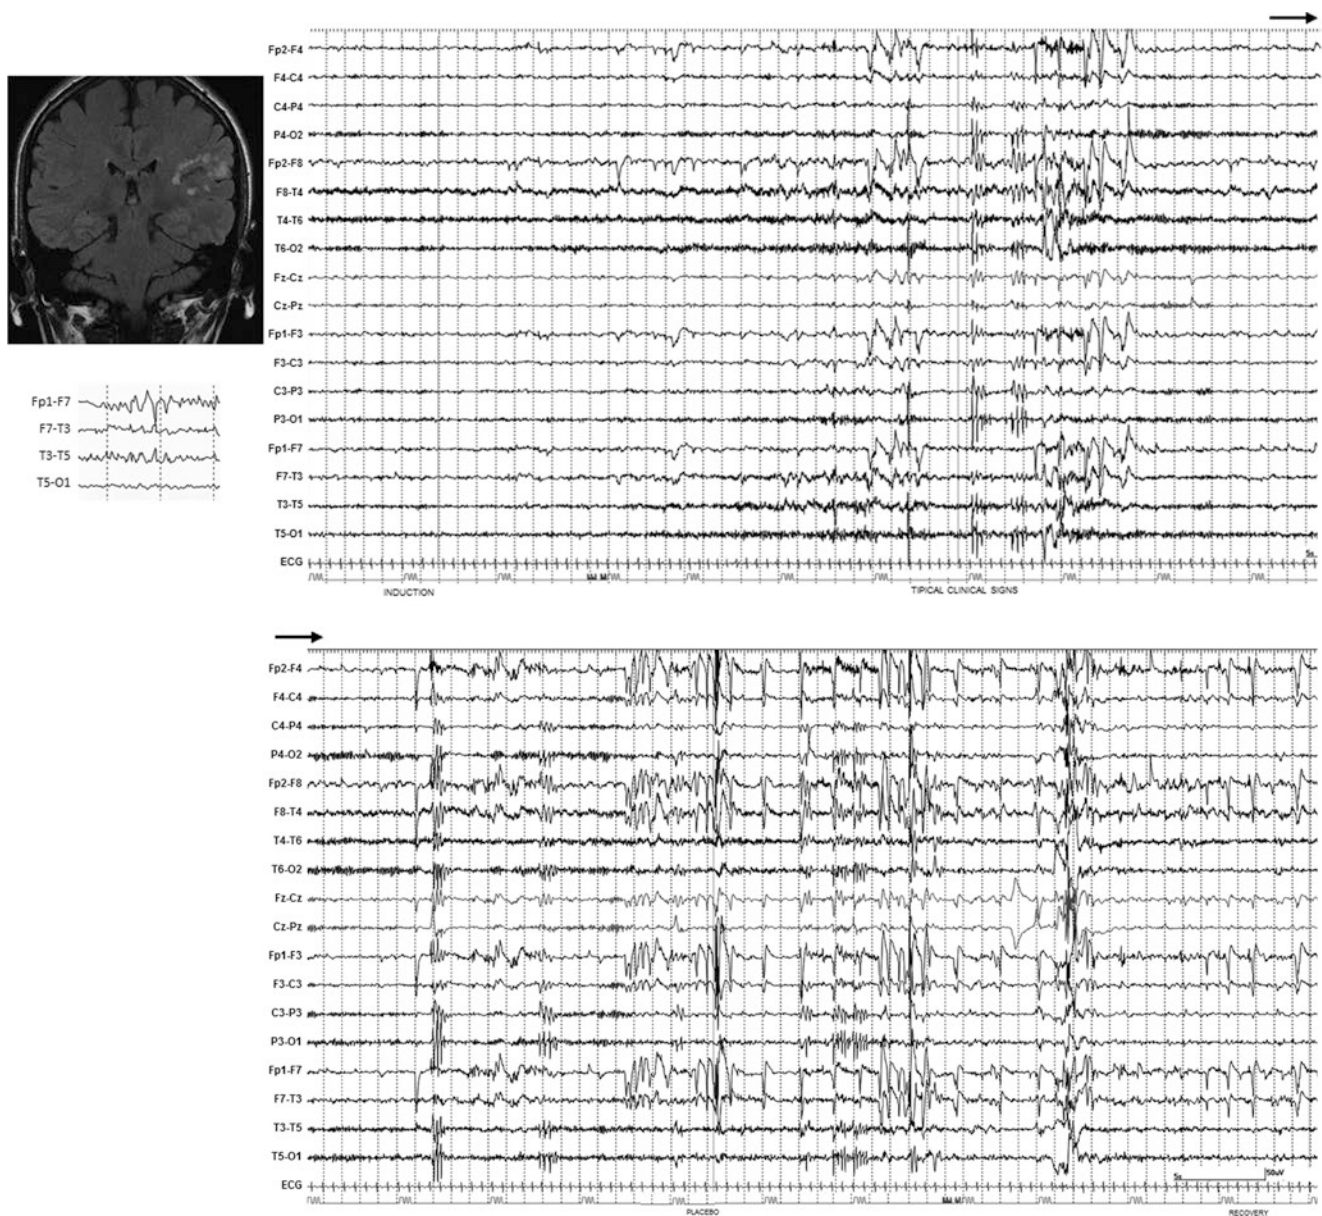 Fp2-F4
F4-C4
C4-P4
P4-O2
Fp2-F8
F8-T4
T4-T6
T6-O2
Fz-Cz
Cz-Pz
Fp1-F3
F3-C3
C3-P3
P3-O1
Fp1-F7
F7-T3
T3-T5
T5-O1
5s
ECG
INDUCTION
TIPICAL CLINICAL SIGNS
Fp1-F7
F7-T3
T3-T5
T5-O1
Fp2-F4
F4-C4
C4-P4
P4-O2
Fp2-F8
F8-T4
T4-T6
T6-O2
Fz-Cz
Cz-Pz
Fp1-F3
F3-C3
C3-P3
P3-O1
Fp1-F7
F7-T3
T3-T5
T5-O1
5s 50uV
ECG
PLACEBO
RECOVERY